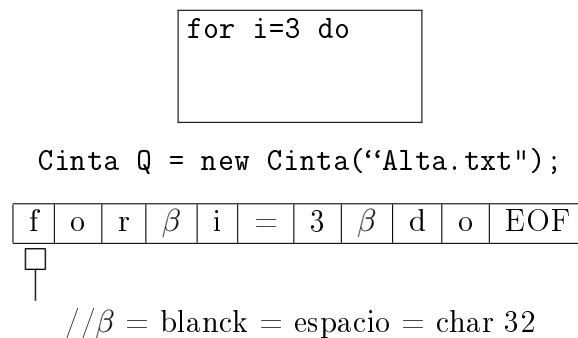 for i=3 do
Cinta Q = new Cinta(“Alta.txt");
f o r β i = 3 β d o EOF
//β = blanck = espacio = char 32